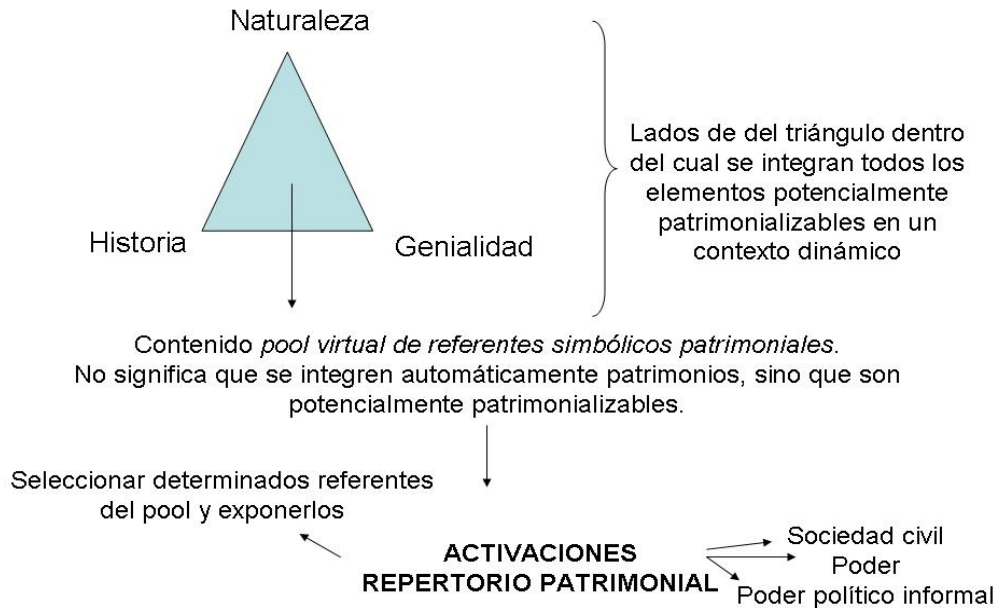 Naturaleza
Historia
Genialidad
Lados de del triángulo dentro
del cual se integran todos los
elementos potencialmente
patrimonializables en un
contexto dinámico
Contenido pool virtual de referentes simbólicos patrimoniales.
No significa que se integren automáticamente patrimonios, sino que son
potencialmente patrimonializables.
Seleccionar determinados referentes
del pool y exponerlos
ACTIVACIONES
REPERTORIO PATRIMONIAL
Sociedad civil
Poder
Poder político informal